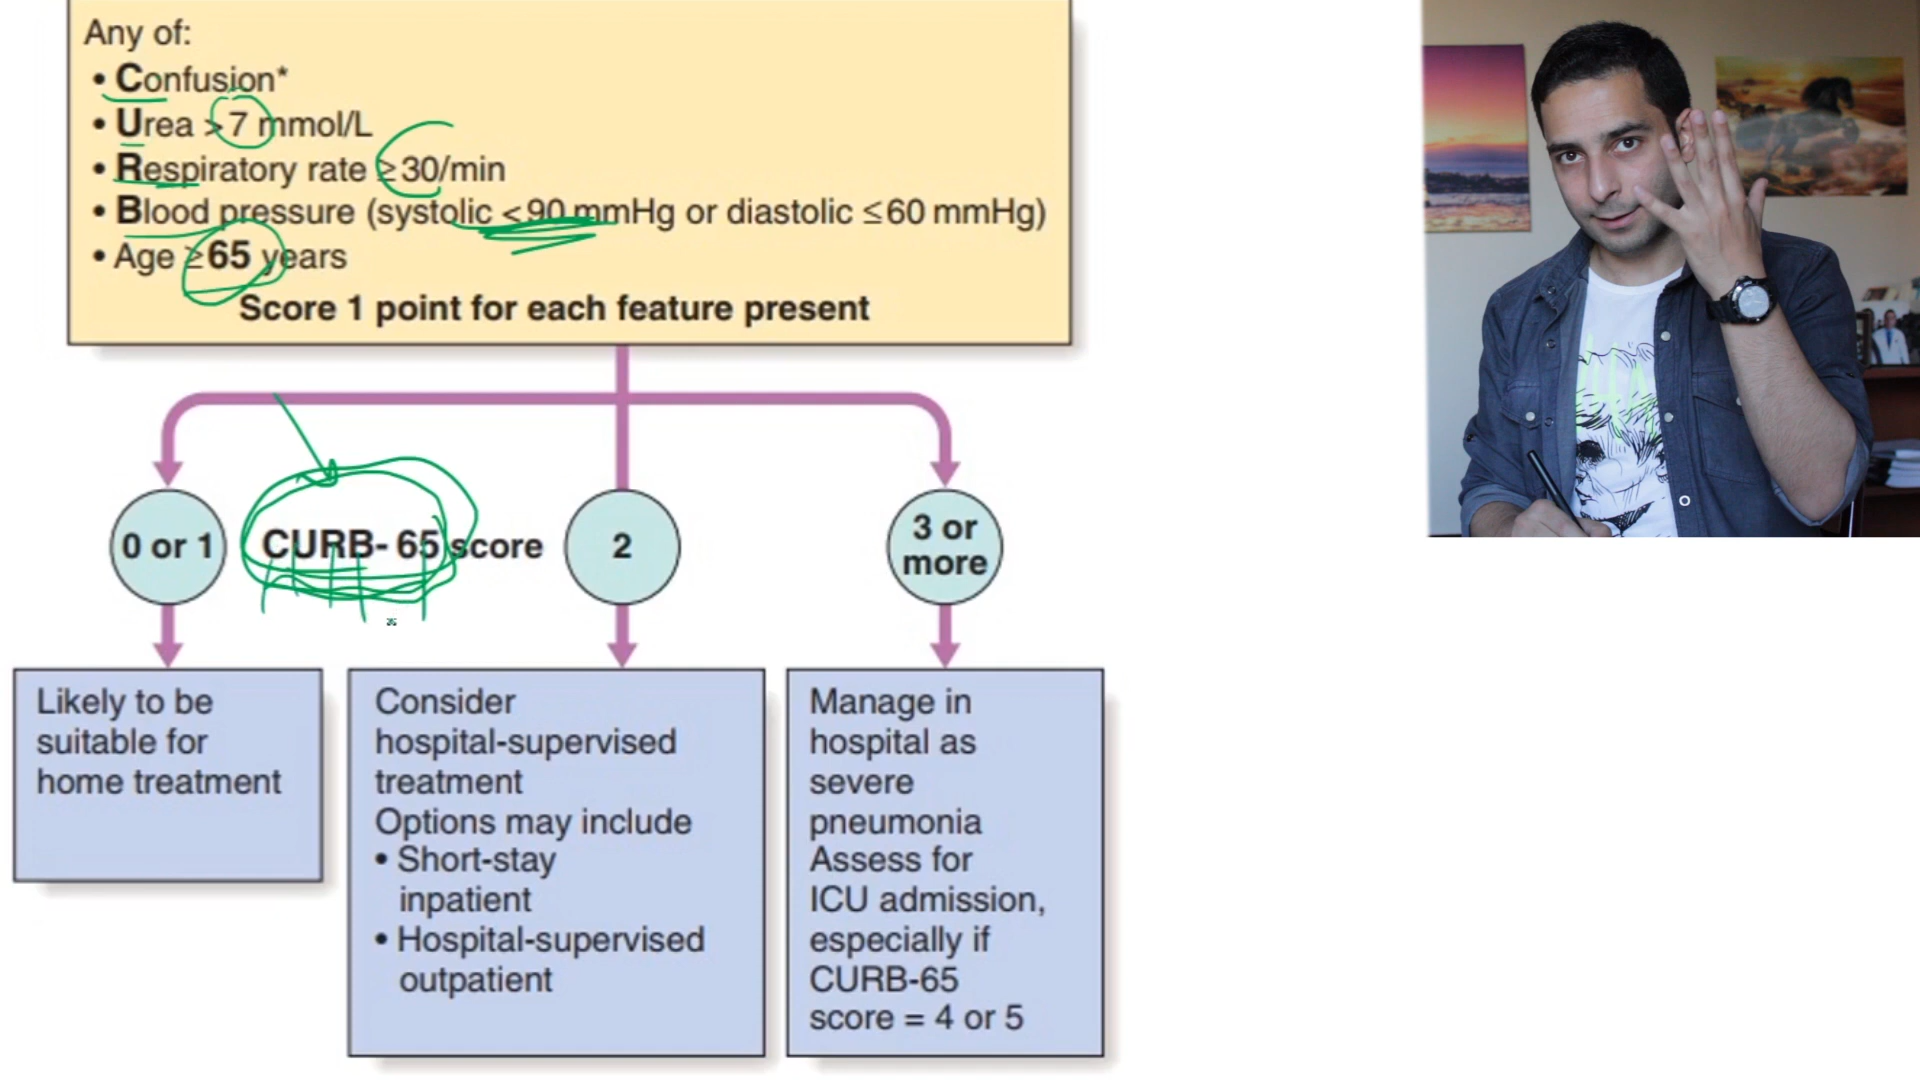 Any of:
• Confusion*
• Urea >7 mmol/L
• Respiratory rate ≥30/min
• Blood pressure (systolic <90 mmHg or diastolic ≤60 mmHg)
• Age ≥65 years
Score 1 point for each feature present
0 or 1
CURB- 65 score
2
3 or
more
Likely to be
suitable for
home treatment
Consider
hospital-supervised
treatment
Options may include
• Short-stay
inpatient
• Hospital-supervised
outpatient
Manage in
hospital as
severe
pneumonia
Assess for
ICU admission,
especially if
CURB-65
score = 4 or 5